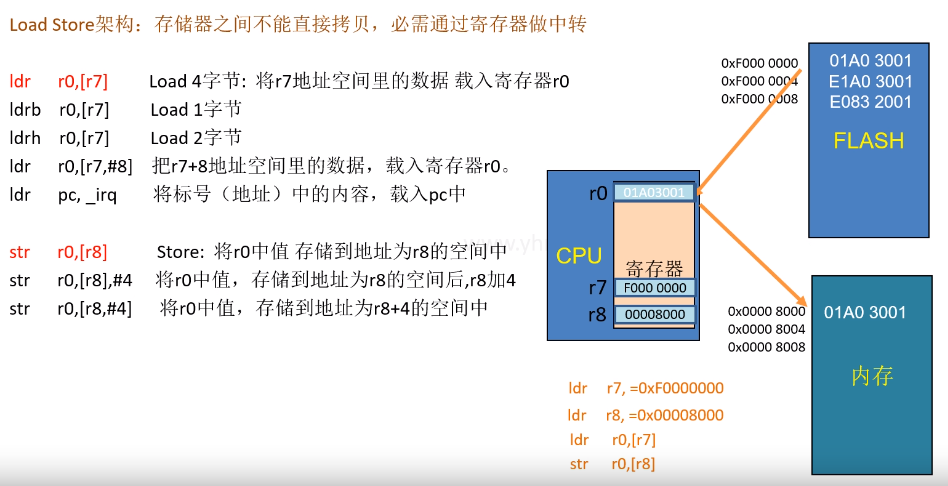 Load Store架构：存储器之间不能直接拷贝，必需通过寄存器做中转
ldr r0,[r7] Load 4字节: 将r7地址空间里的数据 载入寄存器r0
ldrb r0,[r7] Load 1字节
ldrh r0,[r7] Load 2字节
ldr r0,[r7,#8] 把r7+8地址空间里的数据，载入寄存器r0。
ldr pc, _irq 将标号（地址）中的内容，载入pc中
str r0,[r8] Store: 将r0中值 存储到地址为r8的空间中
str r0,[r8],#4 将r0中值，存储到地址为r8的空间后,r8加4
str r0,[r8,#4] 将r0中值，存储到地址为r8+4的空间中
0xF000 0000 01A0 3001
0xF000 0004 E1A0 3001
0xF000 0008 E083 2001
FLASH
r0 01A03001
CPU
寄存器
r7 F000 0000
r8 00008000
0x0000 8000 01A0 3001
0x0000 8004
0x0000 8008
内存
ldr r7, =0xF0000000
ldr r8, =0x00008000
ldr r0,[r7]
str r0,[r8]